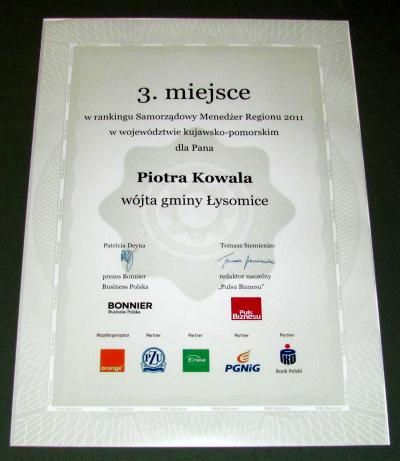 3. miejsce
w rankingu Samorządowy Menedżer Regionu 2011
w województwie kujawsko-pomorskim
dla Pana
Piotra Kowala
wójta gminy Łysomice
Patricia Deyna
Tomasz Siemieniec
prezes Bonnier
Business Polska
redaktor naczelny
„Pulsu Biznesu”
BONNIER
Business Polska
Puls
Biznesu
Współorganizator
Partner
Partner
Partner
Partner
orange
PZU
Enea
PGNiG
Bank Polski